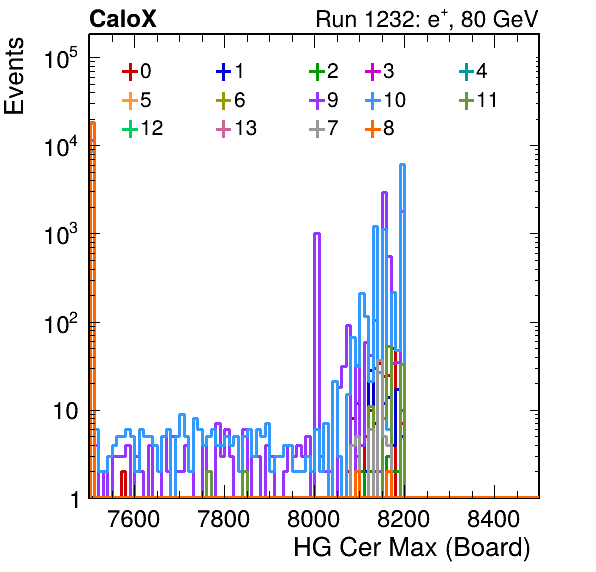 CaloX Run 1232: e⁺, 80 GeV
Events
10⁵
10⁴
10³
10²
10
1
0 1 2 3 4
5 6 9 10 11
12 13 7 8
7600 7800 8000 8200 8400
HG Cer Max (Board)